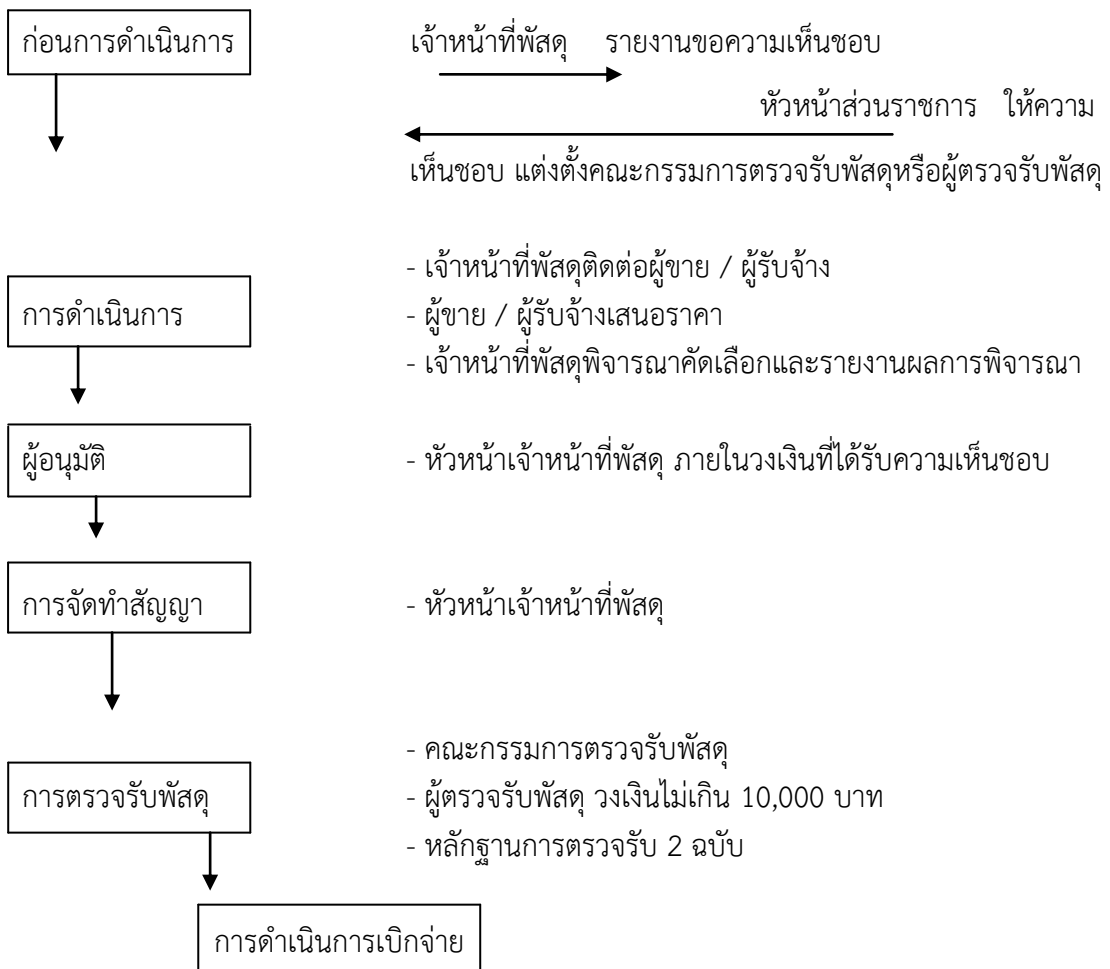 ก่อนการดำเนินการ
เจ้าหน้าที่พัสดุ รายงานขอความเห็นชอบ
หัวหน้าส่วนราชการ ให้ความ
เห็นชอบ แต่งตั้งคณะกรรมการตรวจรับพัสดุหรือผู้ตรวจรับพัสดุ
การดำเนินการ
- เจ้าหน้าที่พัสดุติดต่อผู้ขาย / ผู้รับจ้าง
- ผู้ขาย / ผู้รับจ้างเสนอราคา
- เจ้าหน้าที่พัสดุพิจารณาคัดเลือกและรายงานผลการพิจารณา
ผู้อนุมัติ
- หัวหน้าเจ้าหน้าที่พัสดุ ภายในวงเงินที่ได้รับความเห็นชอบ
การจัดทำสัญญา
- หัวหน้าเจ้าหน้าที่พัสดุ
การตรวจรับพัสดุ
- คณะกรรมการตรวจรับพัสดุ
- ผู้ตรวจรับพัสดุ วงเงินไม่เกิน 10,000 บาท
- หลักฐานการตรวจรับ 2 ฉบับ
การดำเนินการเบิกจ่าย